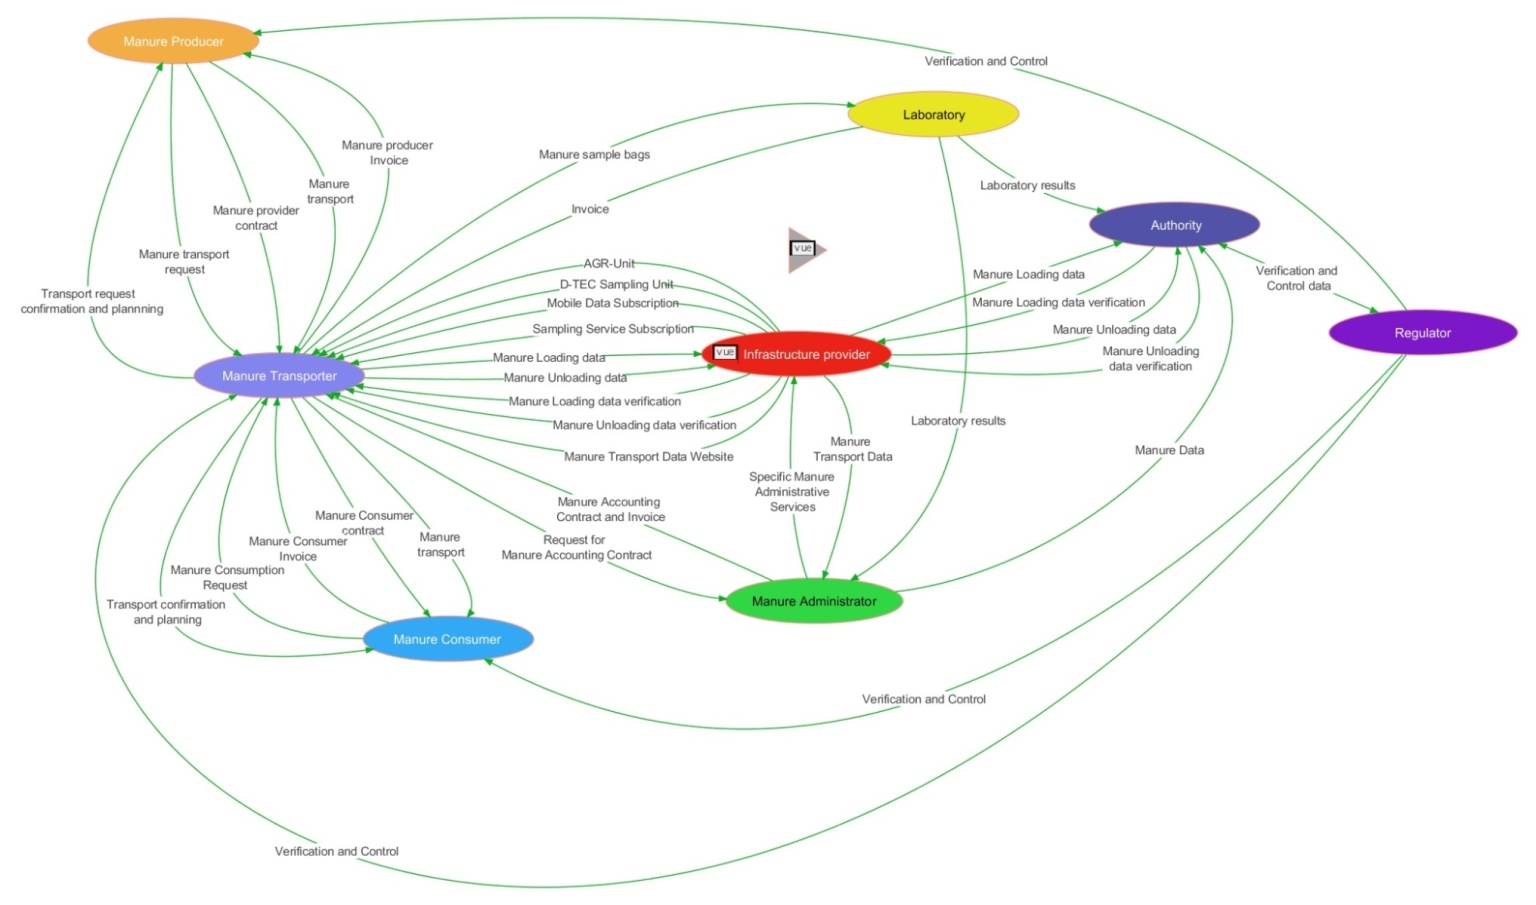 Manure Producer
Verification and Control
Laboratory
Manure producer
Invoice
Manure sample bags
Manure
transport
Laboratory results
Manure provider
contract
Invoice
Authority
Manure transport
request
vue
AGR-Unit
Manure Loading data
Verification and
Control data
D-TEC Sampling Unit
Transport request
confirmation and plannning
Mobile Data Subscription
Manure Loading data verification
Sampling Service Subscription
Manure Unloading data
Regulator
Manure Loading data
vue
Infrastructure provider
Manure Unloading
data verification
Manure Transporter
Manure Unloading data
Manure Loading data verification
Manure Unloading data verification
Laboratory results
Manure Transport Data Website
Manure
Transport Data
Manure Data
Specific Manure
Administrative
Services
Manure Accounting
Contract and Invoice
Manure Consumer
contract
Manure
transport
Manure Consumer
Invoice
Request for
Manure Accounting Contract
Manure Consumption
Request
Transport confirmation
and planning
Manure Administrator
Manure Consumer
Verification and Control
Verification and Control